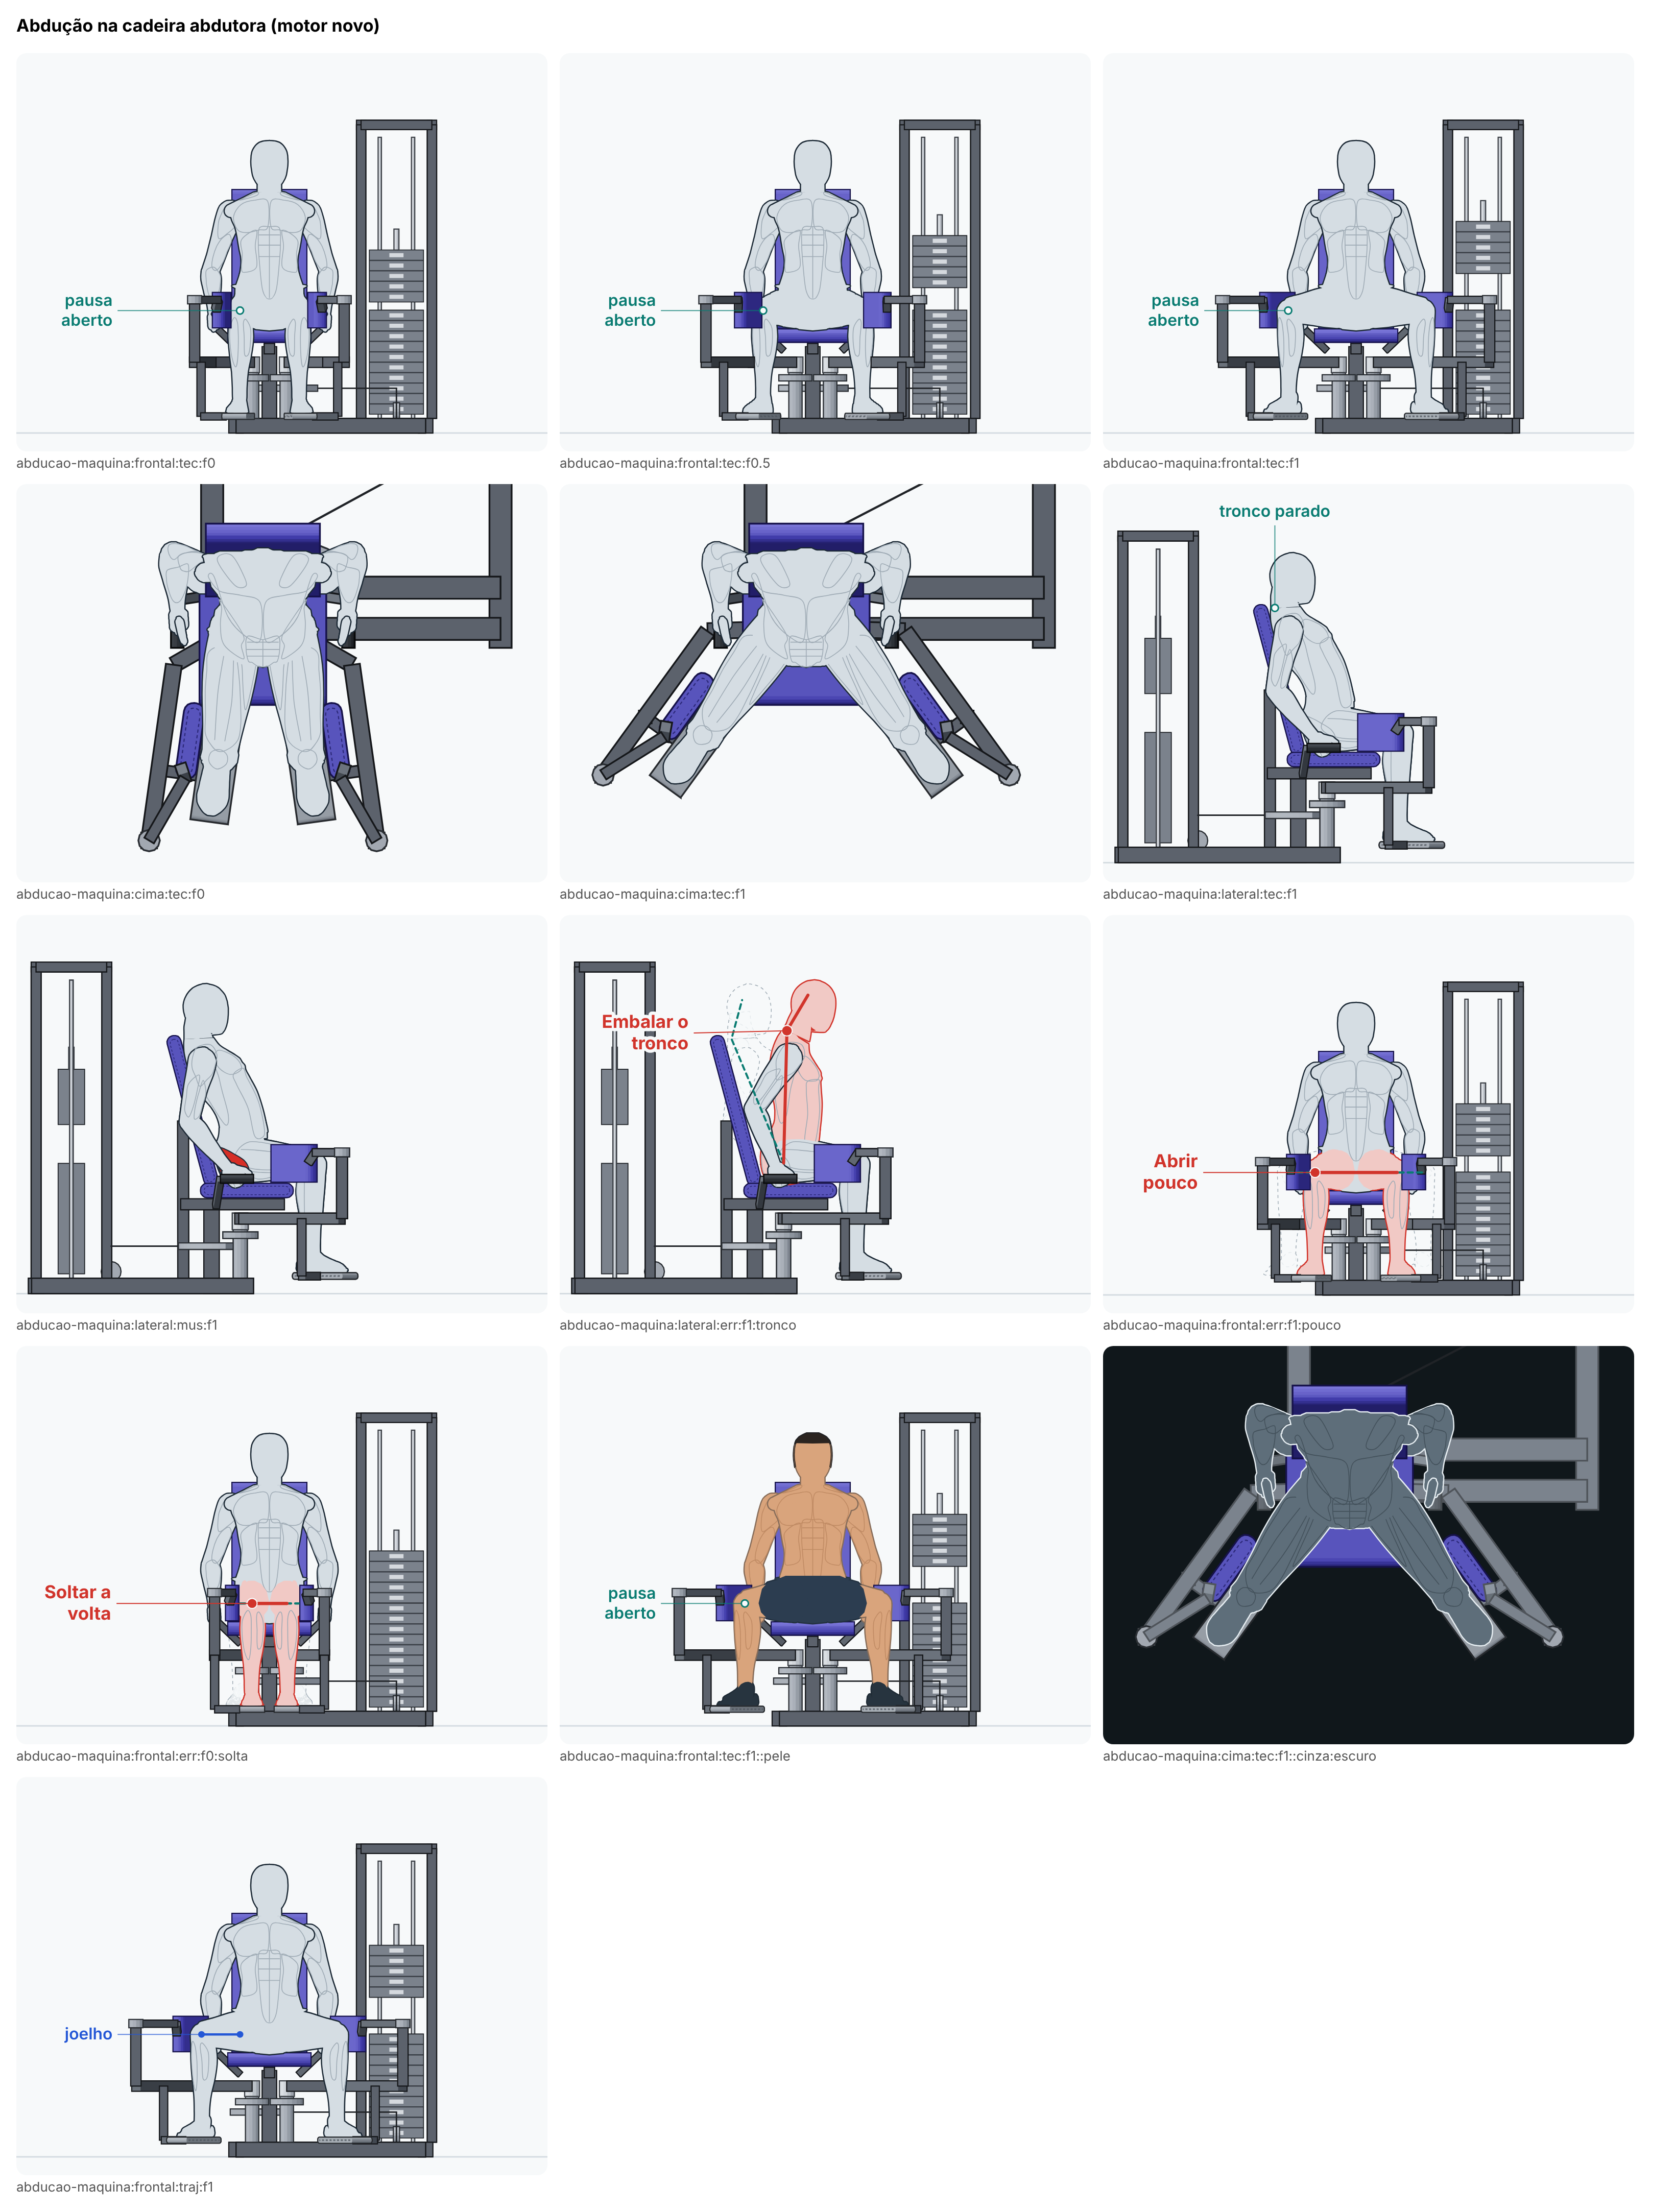 Abdução na cadeira abdutora (motor novo)
pausa
aberto
abducao-maquina:frontal:tec:f0
pausa
aberto
abducao-maquina:frontal:tec:f0.5
pausa
aberto
abducao-maquina:frontal:tec:f1
abducao-maquina:cima:tec:f0
abducao-maquina:cima:tec:f1
tronco parado
abducao-maquina:lateral:tec:f1
abducao-maquina:lateral:mus:f1
Embalar o
tronco
abducao-maquina:lateral:err:f1:tronco
Abrir
pouco
abducao-maquina:frontal:err:f1:pouco
Soltar a
volta
abducao-maquina:frontal:err:f0:solta
pausa
aberto
abducao-maquina:frontal:tec:f1::pele
abducao-maquina:cima:tec:f1::cinza:escuro
joelho
abducao-maquina:frontal:traj:f1